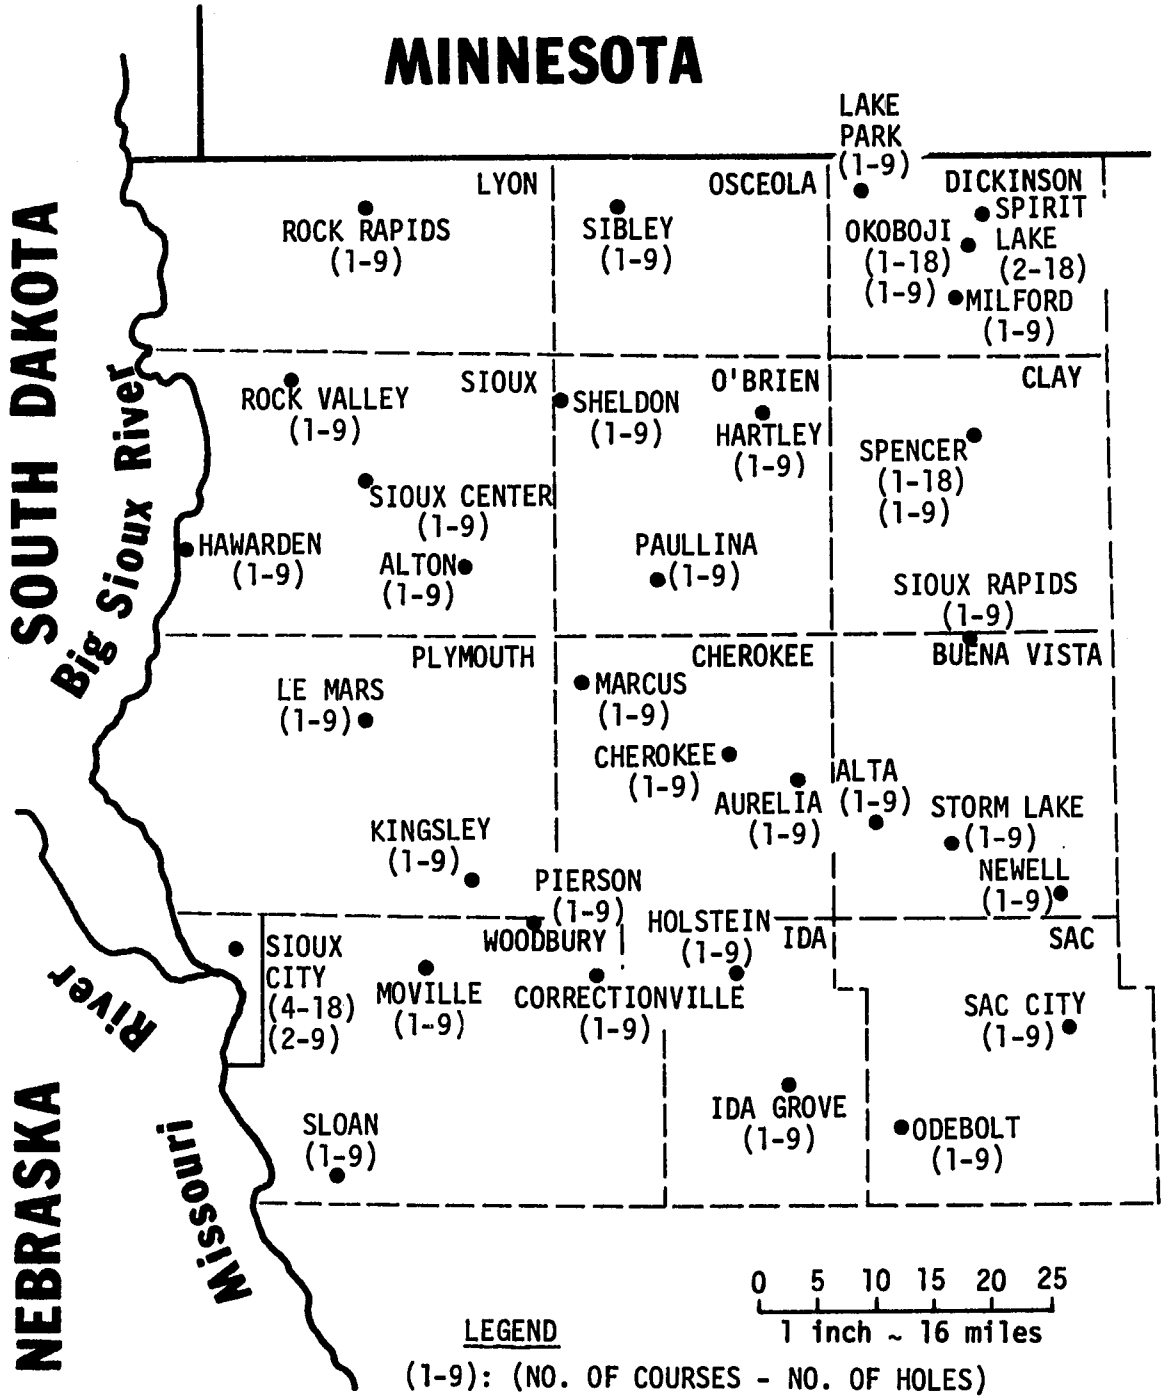 MINNESOTA
LAKE
PARK
(1-9)
LYON
OSCEOLA
DICKINSON
ROCK RAPIDS
(1-9)
SIBLEY
(1-9)
SPIRIT
LAKE
(2-18)
OKOBOJI
(1-18)
(1-9)
MILFORD
(1-9)
SOUTH DAKOTA
Big Sioux River
SIOUX
O'BRIEN
CLAY
ROCK VALLEY
(1-9)
SHELDON
(1-9)
HARTLEY
(1-9)
SPENCER
(1-18)
(1-9)
SIOUX CENTER
(1-9)
HAWARDEN
(1-9)
ALTON
(1-9)
PAULLINA
(1-9)
SIOUX RAPIDS
(1-9)
PLYMOUTH
CHEROKEE
BUENA VISTA
LE MARS
(1-9)
MARCUS
(1-9)
CHEROKEE
(1-9)
AURELIA
(1-9)
ALTA
(1-9)
STORM LAKE
(1-9)
NEWELL
(1-9)
KINGSLEY
(1-9)
PIERSON
(1-9)
WOODBURY
HOLSTEIN
(1-9)
IDA
SAC
SIOUX
CITY
(4-18)
(2-9)
MOVILLE
(1-9)
CORRECTIONVILLE
(1-9)
SAC CITY
(1-9)
IDA GROVE
(1-9)
ODEBOLT
(1-9)
SLOAN
(1-9)
River
Missouri
NEBRASKA
0 5 10 15 20 25
1 inch ~ 16 miles
LEGEND
(1-9): (NO. OF COURSES - NO. OF HOLES)